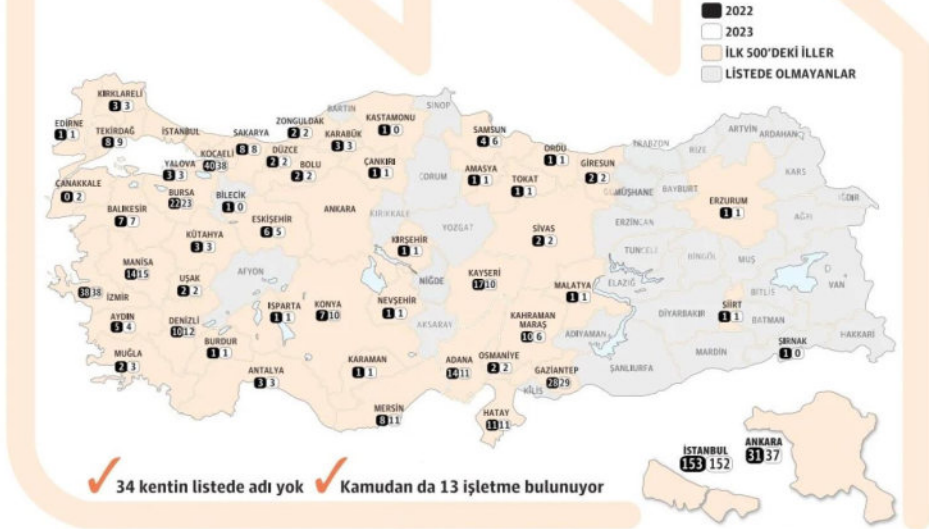 2022
2023
İLK 500'DEKİ İLLER
LİSTEDE OLMAYANLAR
KIRKLARELİ
3 3
EDİRNE
1 1
TEKİRDAĞ
8 9
İSTANBUL
KOCAELİ
40 38
YALOVA
3 3
SAKARYA
8 8
ZONGULDAK
2 2
DÜZCE
2 2
BOLU
2 2
BARTIN
KARABÜK
3 3
KASTAMONU
1 0
SİNOP
ÇANKIRI
1 1
ÇORUM
SAMSUN
4 6
AMASYA
1 1
TOKAT
1 1
ORDU
1 1
GİRESUN
2 2
TRABZON
RİZE
ARTVİN
ARDAHAN
KARS
IĞDIR
GÜMÜŞHANE
BAYBURT
ERZURUM
1 1
AĞRI
ÇANAKKALE
0 2
BALIKESİR
7 7
BURSA
22 23
BİLECİK
1 0
ESKİŞEHİR
6 5
KÜTAHYA
3 3
ANKARA
KIRIKKALE
YOZGAT
KIRŞEHİR
1 1
SİVAS
2 2
ERZİNCAN
TUNCELİ
BİNGÖL
MUŞ
MANİSA
14 15
UŞAK
2 2
AFYON
38 38
İZMİR
AYDIN
5 4
DENİZLİ
10 12
ISPARTA
1 1
KONYA
7 10
NEVŞEHİR
1 1
NİĞDE
AKSARAY
KAYSERİ
17 10
MALATYA
1 1
ELAZIĞ
BİTLİS
VAN
DİYARBAKIR
SİİRT
1 1
BATMAN
MUĞLA
2 3
BURDUR
1 1
ANTALYA
3 3
KARAMAN
1 1
MERSİN
8 11
ADANA
14 11
OSMANİYE
2 2
KAHRAMAN
MARAŞ
10 6
ADIYAMAN
GAZİANTEP
28 29
KİLİS
ŞANLIURFA
MARDİN
ŞIRNAK
1 0
HAKKARİ
HATAY
11 11
İSTANBUL
153 152
ANKARA
31 37
34 kentin listede adı yok
Kamudan da 13 işletme bulunuyor